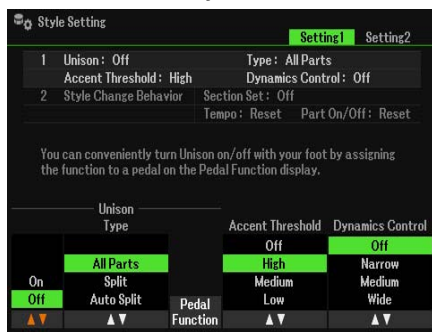 Style Setting
Setting1 Setting2
1 Unison: Off Type: All Parts
Accent Threshold: High Dynamics Control: Off
2 Style Change Behavior Section Set: Off
Tempo: Reset Part On/Off: Reset
You can conveniently turn Unison on/off with your foot by assigning
the function to a pedal on the Pedal Function display.
Unison
Type Accent Threshold Dynamics Control
Off Off
All Parts High Narrow
On Split Medium Medium
Off Auto Split Low Wide
Pedal
Function